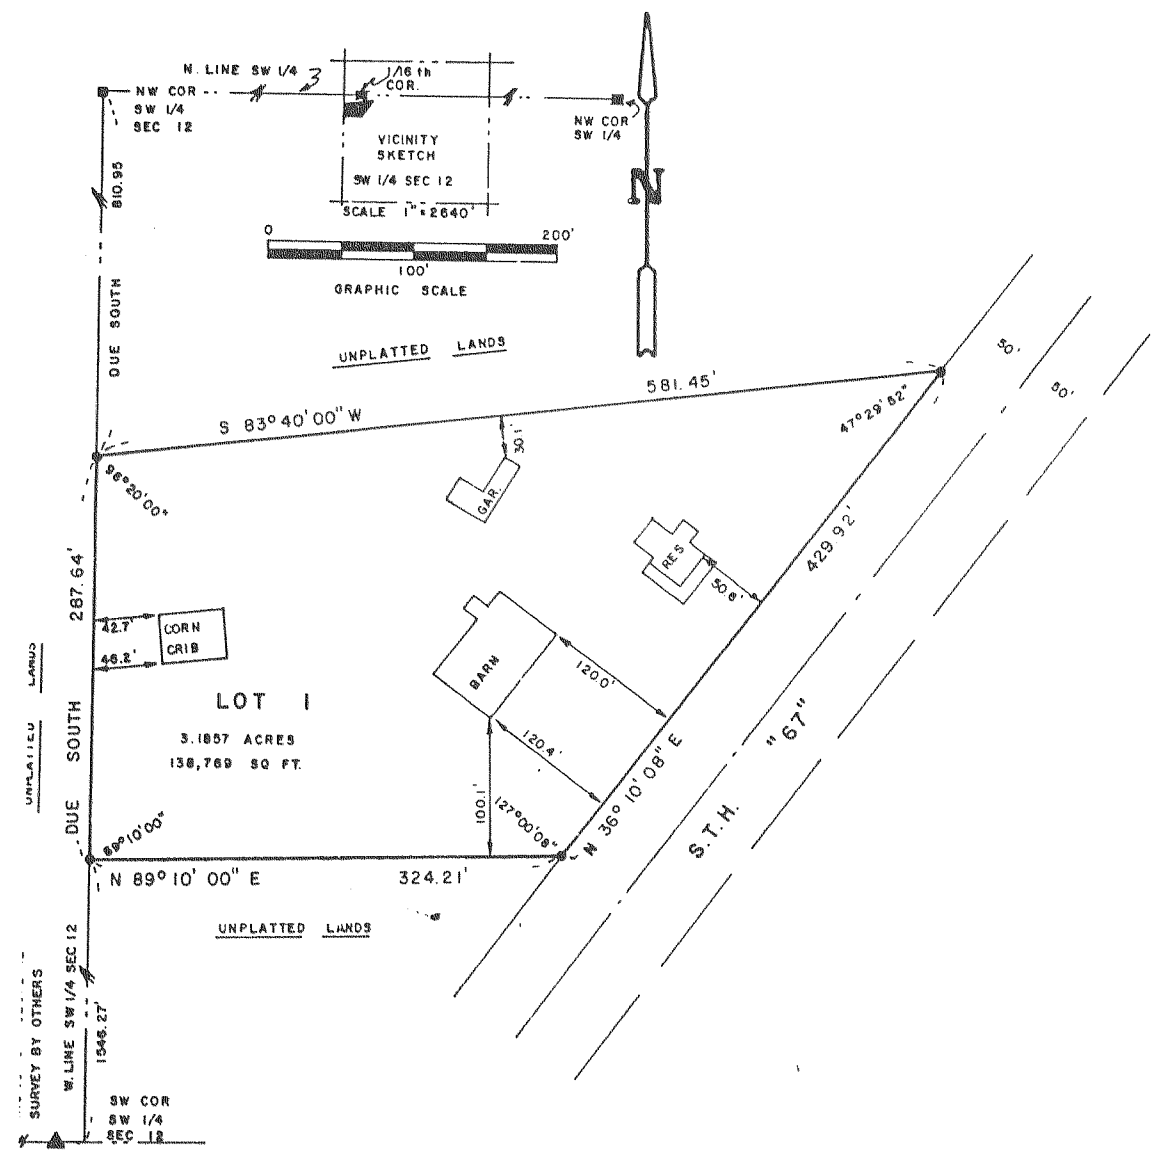 N. LINE SW 1/4
3
1/16 th
COR.
NW COR
SW 1/4
SEC 12
NW COR
SW 1/4
VICINITY
SKETCH
SW 1/4 SEC 12
SCALE 1" = 2640'
N
0
200'
100'
GRAPHIC SCALE
810.95
DUE SOUTH
UNPLATTED LANDS
S 83° 40' 00" W
581.45'
47° 29' 52"
50'
50'
96° 20' 00"
30.1'
GAR.
RES
50.8'
429.92'
287.64'
42.7'
46.2'
CORN
CRIB
BARN
120.0'
120.4'
100.1'
LOT 1
3.1857 ACRES
138,769 SQ FT.
DUE SOUTH
UNPLATTED LANDS
89° 10' 00"
127° 00' 08"
N 36° 10' 08" E
S.T.H. "67"
N 89° 10' 00" E
324.21'
UNPLATTED LANDS
W. LINE SW 1/4 SEC 12
1546.27'
SURVEY BY OTHERS
SW COR
SW 1/4
SEC 12